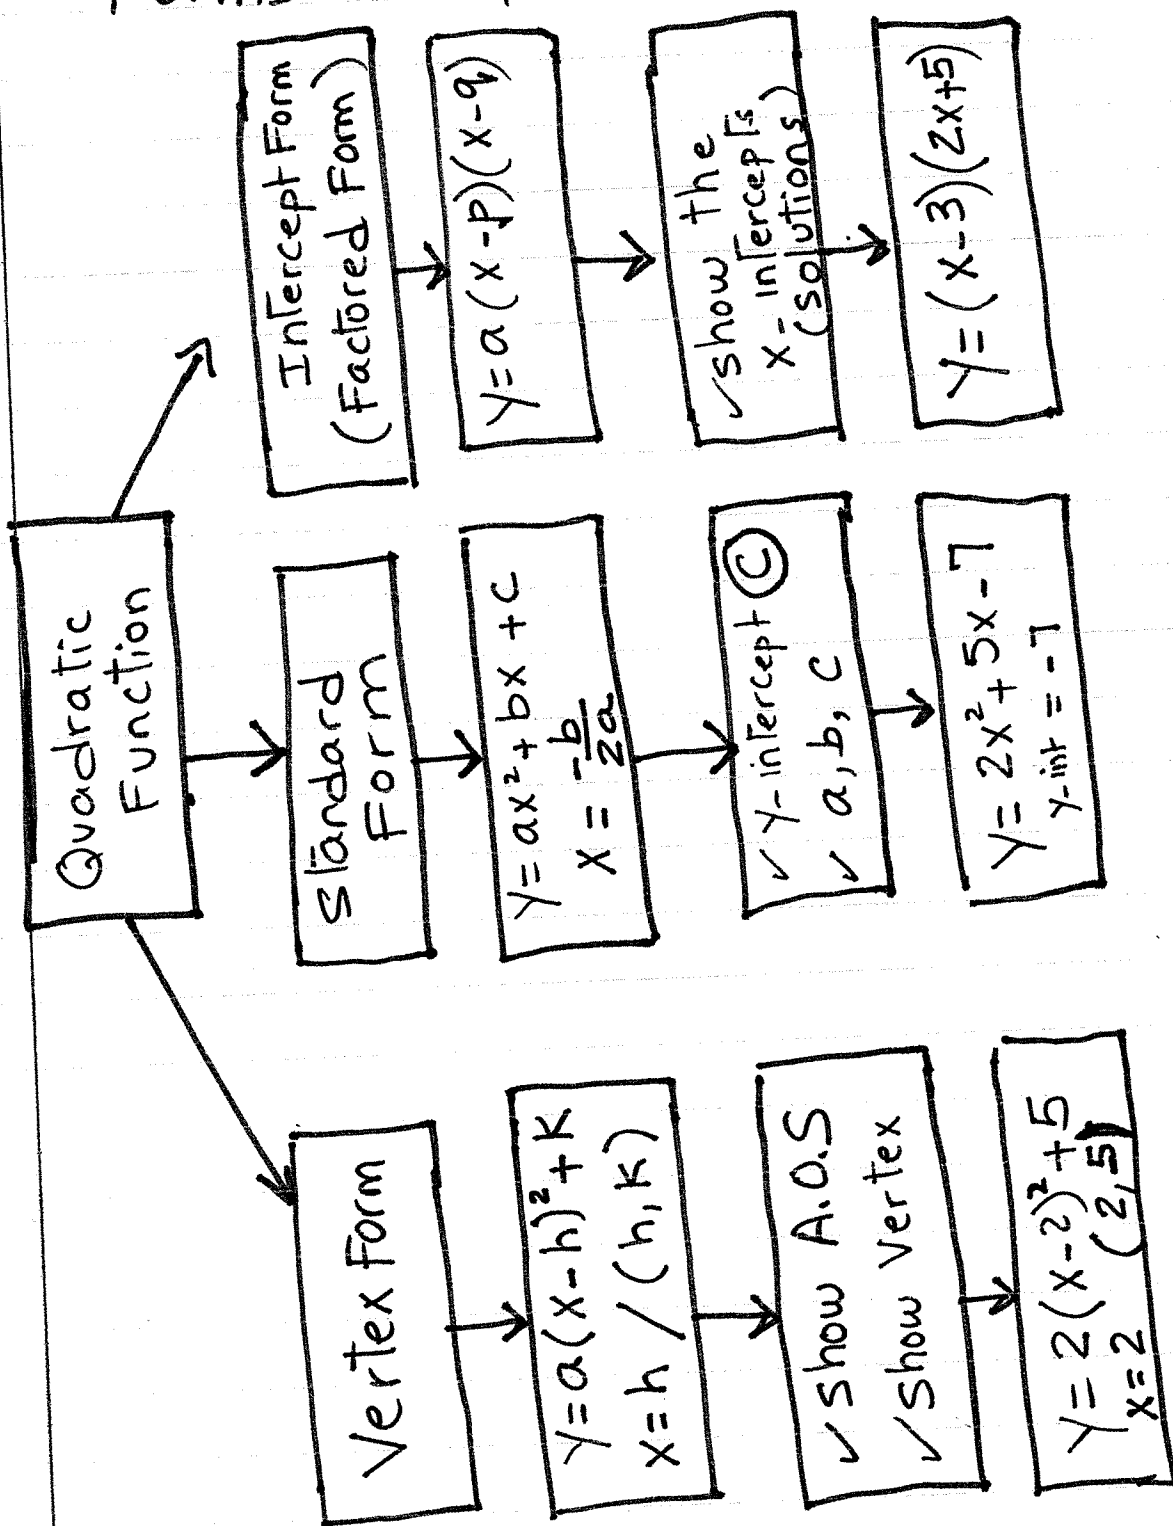 Quadratic
Function
Vertex Form
y=a(x-h)²+K
x=h / (h,K)
✓ show A.O.S
✓ show vertex
y=2(x-2)²+5
x=2 (2,5)
Standard
Form
y=ax²+bx+c
x = -b/2a
✓ y-intercept Ⓒ
✓ a,b,c
y=2x²+5x-7
y-int = -7
Intercept Form
(Factored Form)
y=a(x-p)(x-q)
✓ show the
x-intercepts
(solutions)
y=(x-3)(2x+5)